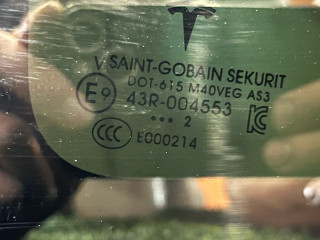 V SAINT-GOBAIN SEKURIT
DOT-615 M40VEG AS3
E9 43R-004553
••• 2
CCC E000214